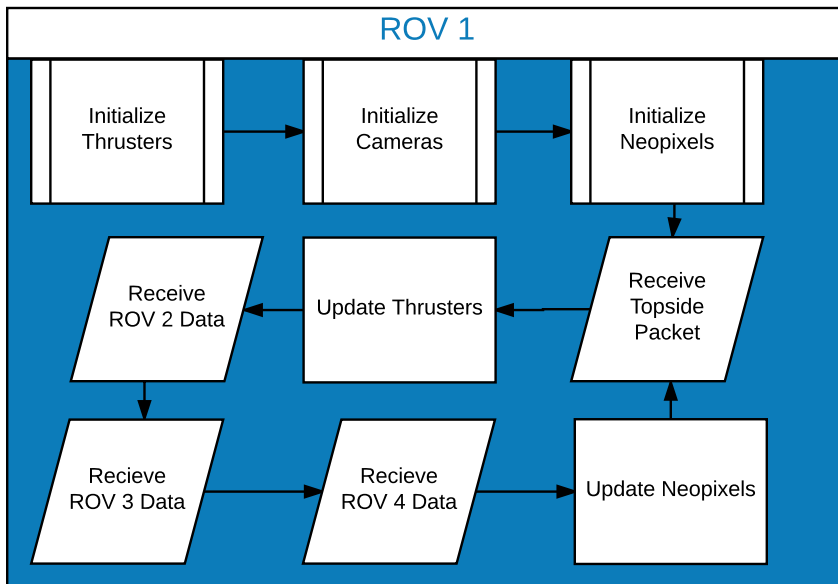 ROV 1
Initialize
Thrusters
Initialize
Cameras
Initialize
Neopixels
Receive
ROV 2 Data
Update Thrusters
Receive
Topside
Packet
Recieve
ROV 3 Data
Recieve
ROV 4 Data
Update Neopixels